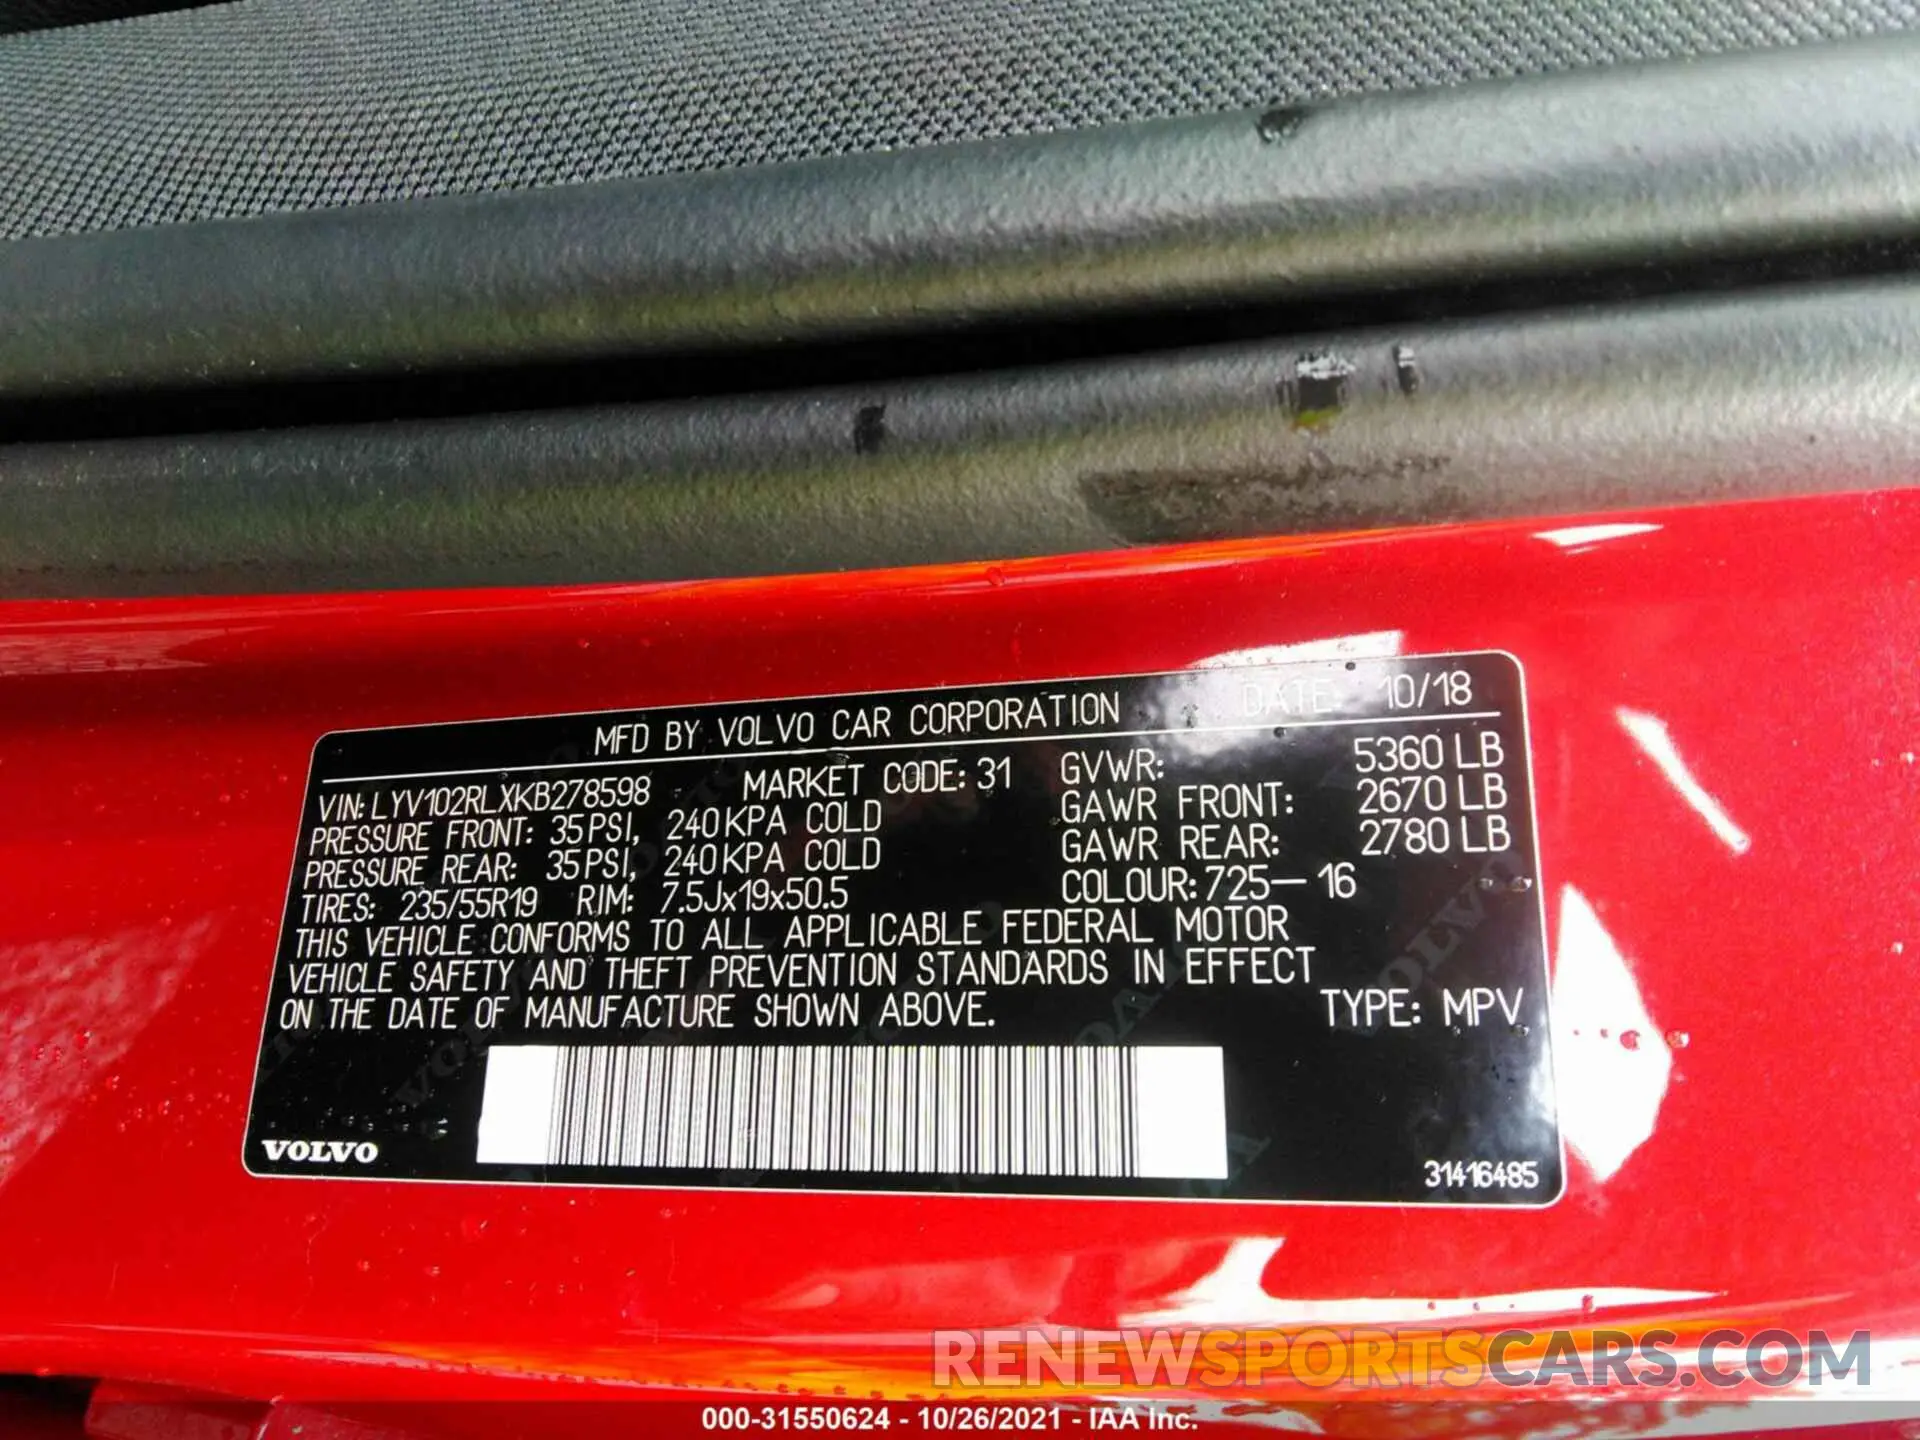 MFD BY VOLVO CAR CORPORATION DATE: 10/18
VIN: LYV102RLXKB278598 MARKET CODE: 31 GVWR: 5360 LB
PRESSURE FRONT: 35PSI, 240KPA COLD GAWR FRONT: 2670 LB
PRESSURE REAR: 35PSI, 240KPA COLD GAWR REAR: 2780 LB
TIRES: 235/55R19 RIM: 7.5Jx19x50.5 COLOUR: 725-16
THIS VEHICLE CONFORMS TO ALL APPLICABLE FEDERAL MOTOR
VEHICLE SAFETY AND THEFT PREVENTION STANDARDS IN EFFECT
ON THE DATE OF MANUFACTURE SHOWN ABOVE. TYPE: MPV
VOLVO
31416485
RENEWSPORTSCARS.COM
000-31550624 - 10/26/2021 - IAA Inc.